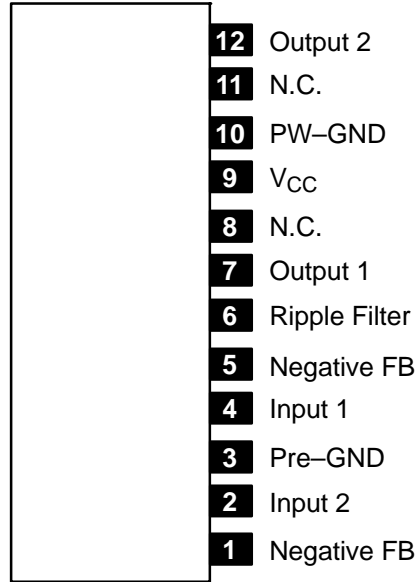 12 Output 2
11 N.C.
10 PW–GND
9 VCC
8 N.C.
7 Output 1
6 Ripple Filter
5 Negative FB
4 Input 1
3 Pre–GND
2 Input 2
1 Negative FB